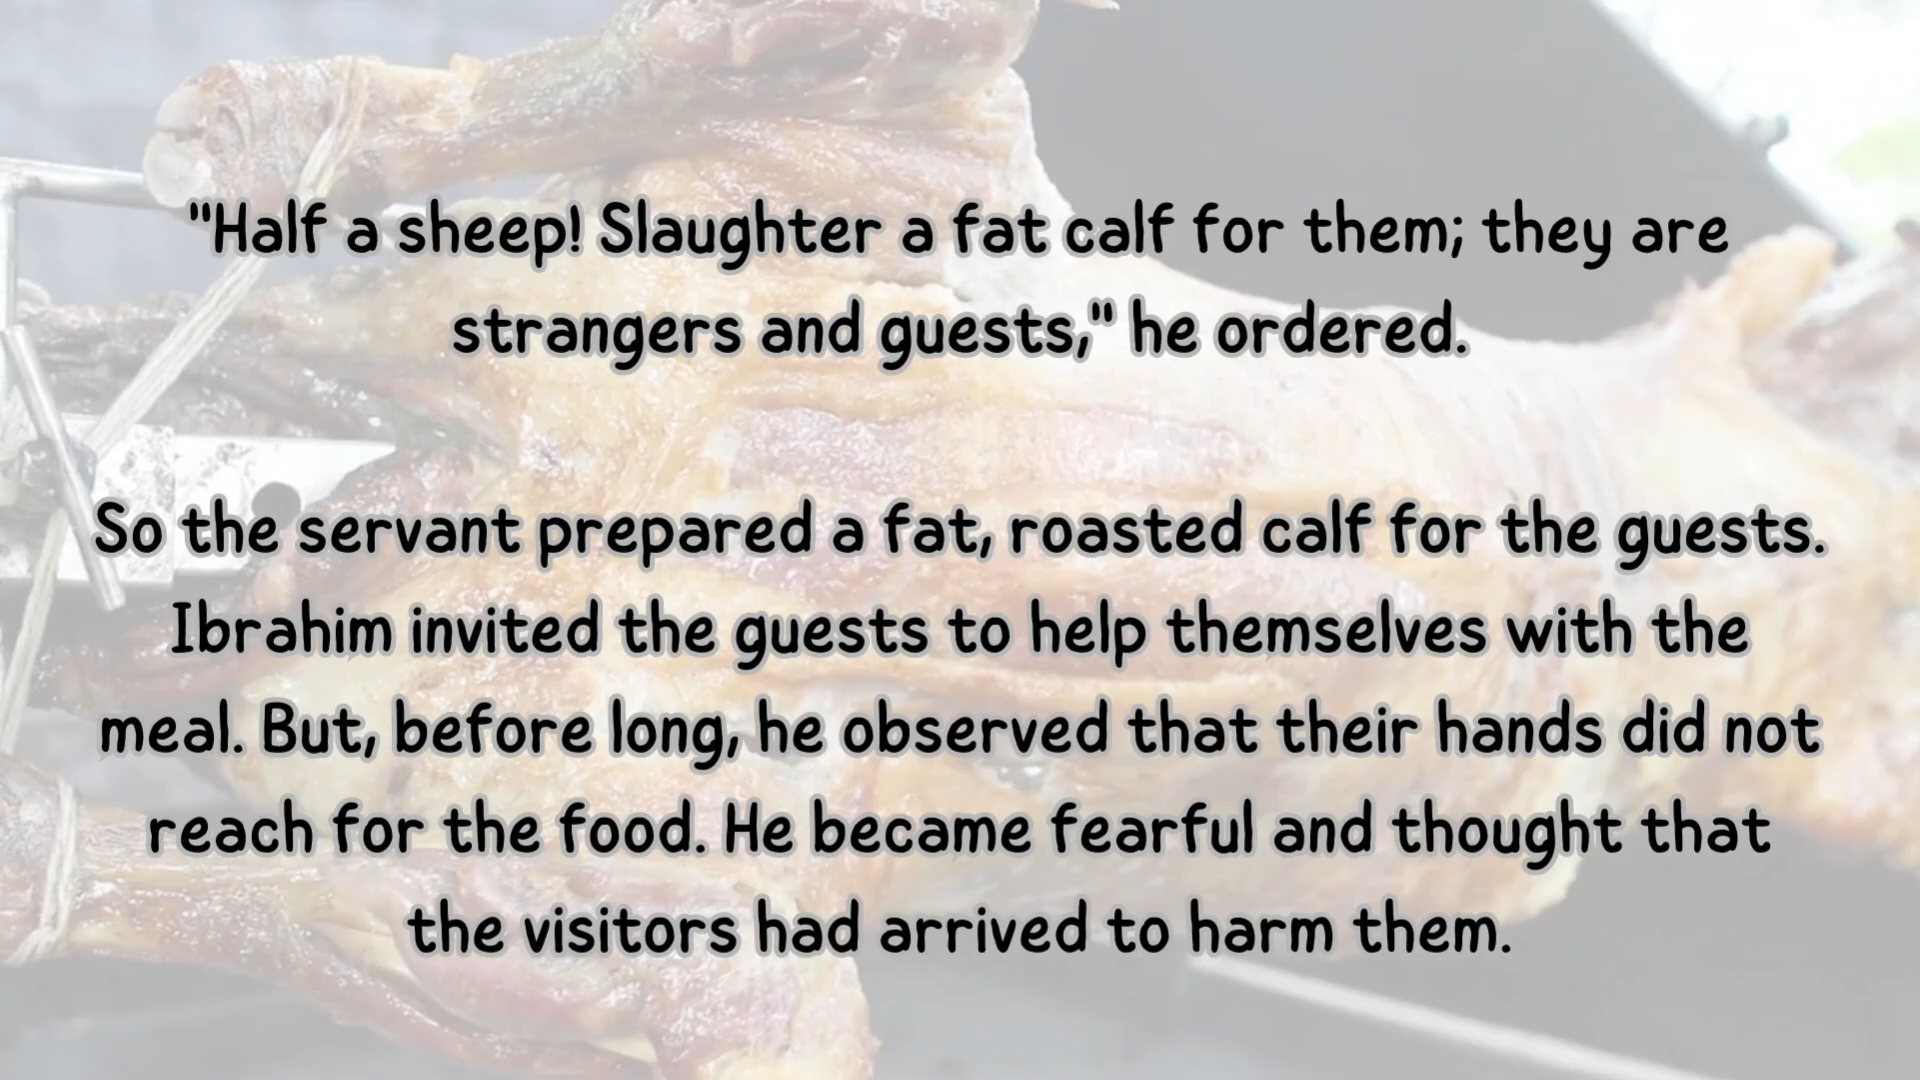 "Half a sheep! Slaughter a fat calf for them; they are
strangers and guests," he ordered.
So the servant prepared a fat, roasted calf for the guests.
Ibrahim invited the guests to help themselves with the
meal. But, before long, he observed that their hands did not
reach for the food. He became fearful and thought that
the visitors had arrived to harm them.